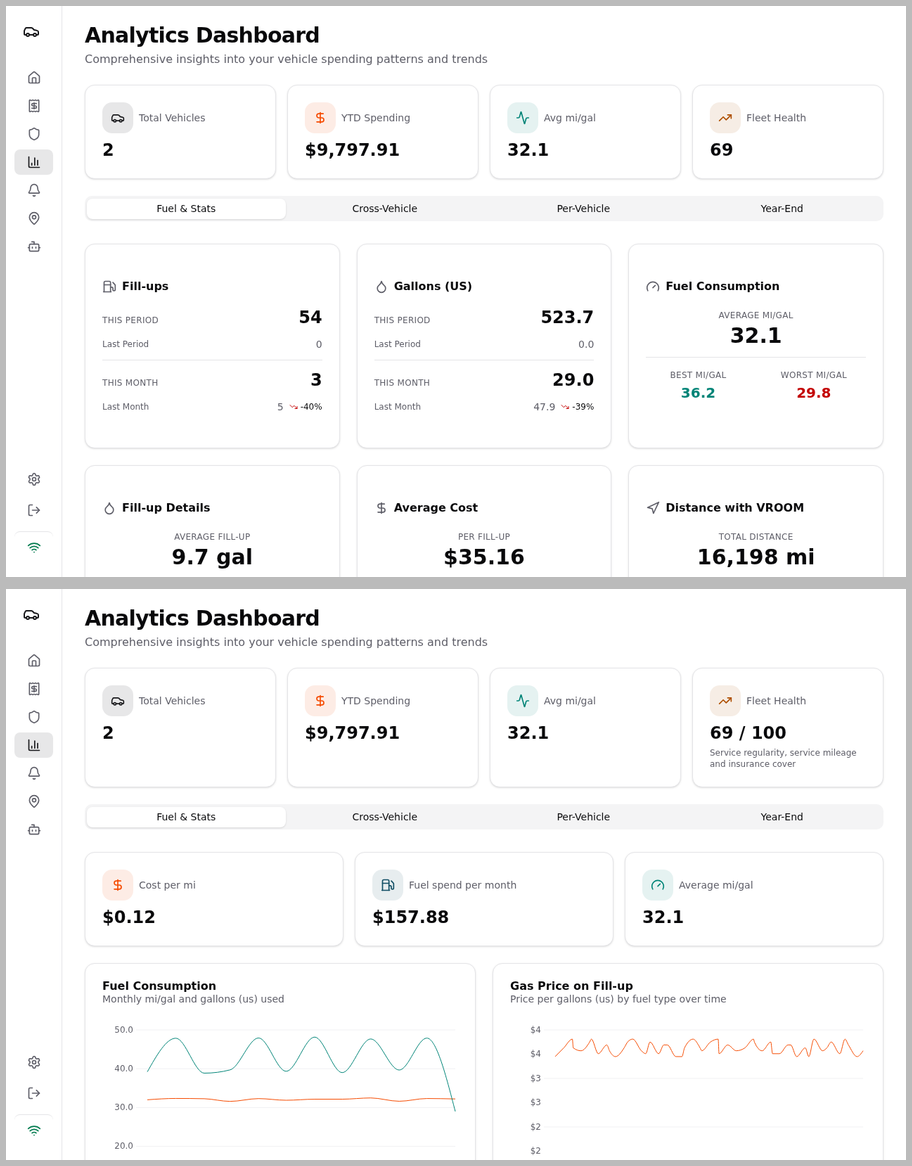 Analytics Dashboard
Comprehensive insights into your vehicle spending patterns and trends
Total Vehicles
2
YTD Spending
$9,797.91
Avg mi/gal
32.1
Fleet Health
69
Fuel & Stats
Cross-Vehicle
Per-Vehicle
Year-End
Fill-ups
THIS PERIOD 54
Last Period 0
THIS MONTH 3
Last Month 5 -40%
Gallons (US)
THIS PERIOD 523.7
Last Period 0.0
THIS MONTH 29.0
Last Month 47.9 -39%
Fuel Consumption
AVERAGE MI/GAL
32.1
BEST MI/GAL WORST MI/GAL
36.2 29.8
Fill-up Details
AVERAGE FILL-UP
9.7 gal
Average Cost
PER FILL-UP
$35.16
Distance with VROOM
TOTAL DISTANCE
16,198 mi
Analytics Dashboard
Comprehensive insights into your vehicle spending patterns and trends
Total Vehicles
2
YTD Spending
$9,797.91
Avg mi/gal
32.1
Fleet Health
69 / 100
Service regularity, service mileage
and insurance cover
Fuel & Stats
Cross-Vehicle
Per-Vehicle
Year-End
Cost per mi
$0.12
Fuel spend per month
$157.88
Average mi/gal
32.1
Fuel Consumption
Monthly mi/gal and gallons (us) used
50.0
40.0
30.0
20.0
Gas Price on Fill-up
Price per gallons (us) by fuel type over time
$4
$4
$3
$3
$2
$2